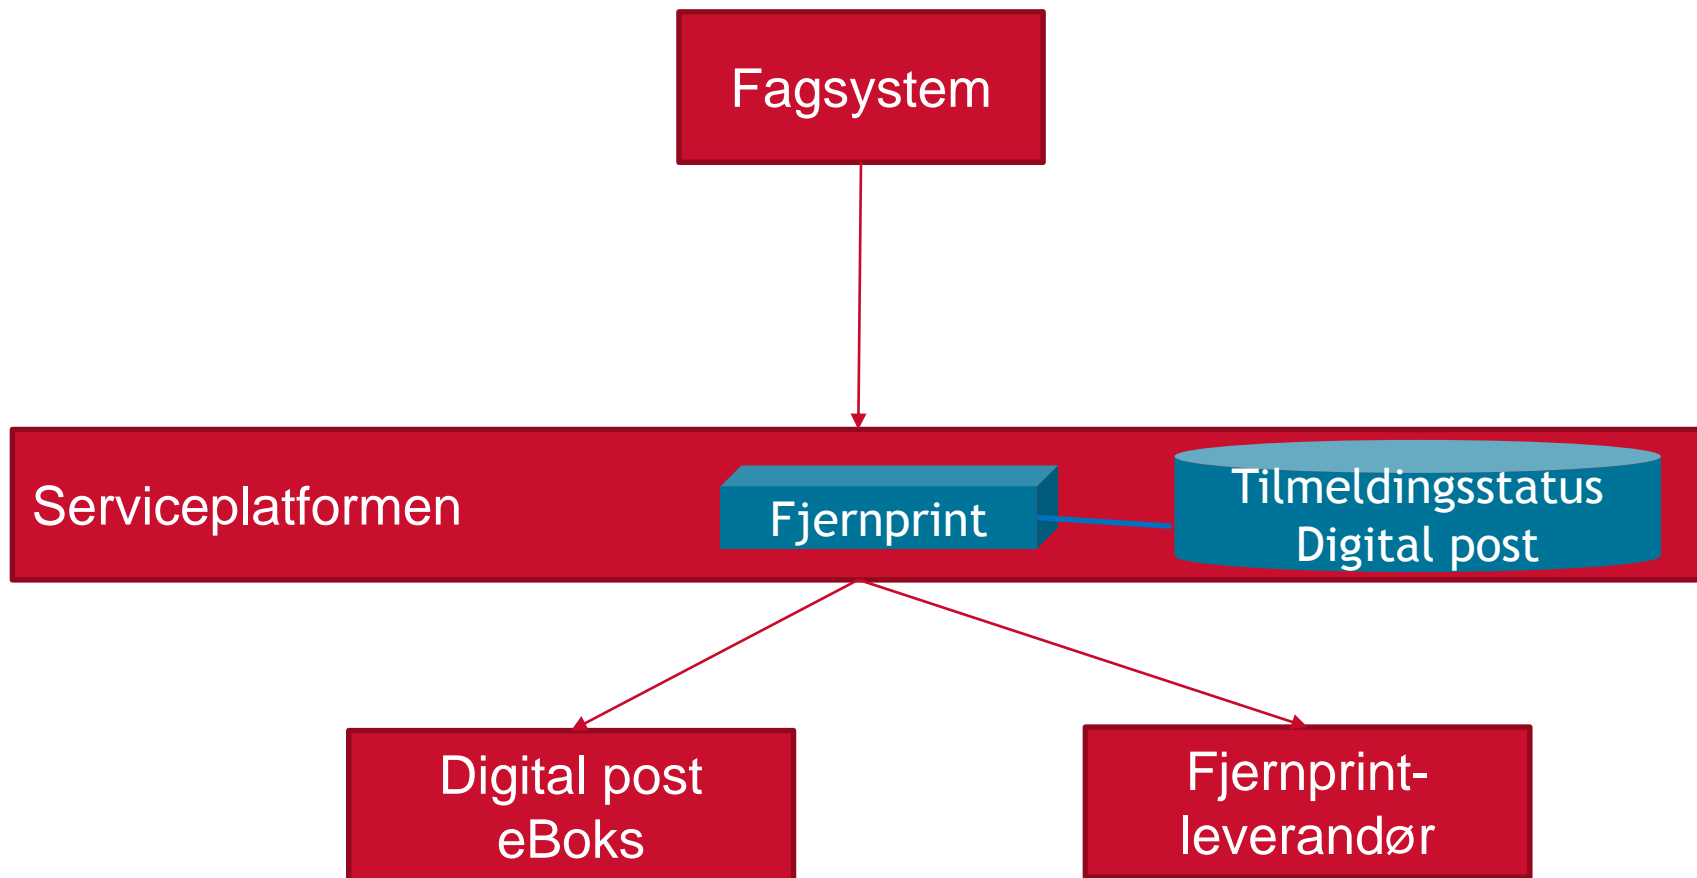 Fagsystem
Serviceplatformen
Fjernprint
Tilmeldingsstatus
Digital post
Digital post
eBoks
Fjernprint-
leverandør